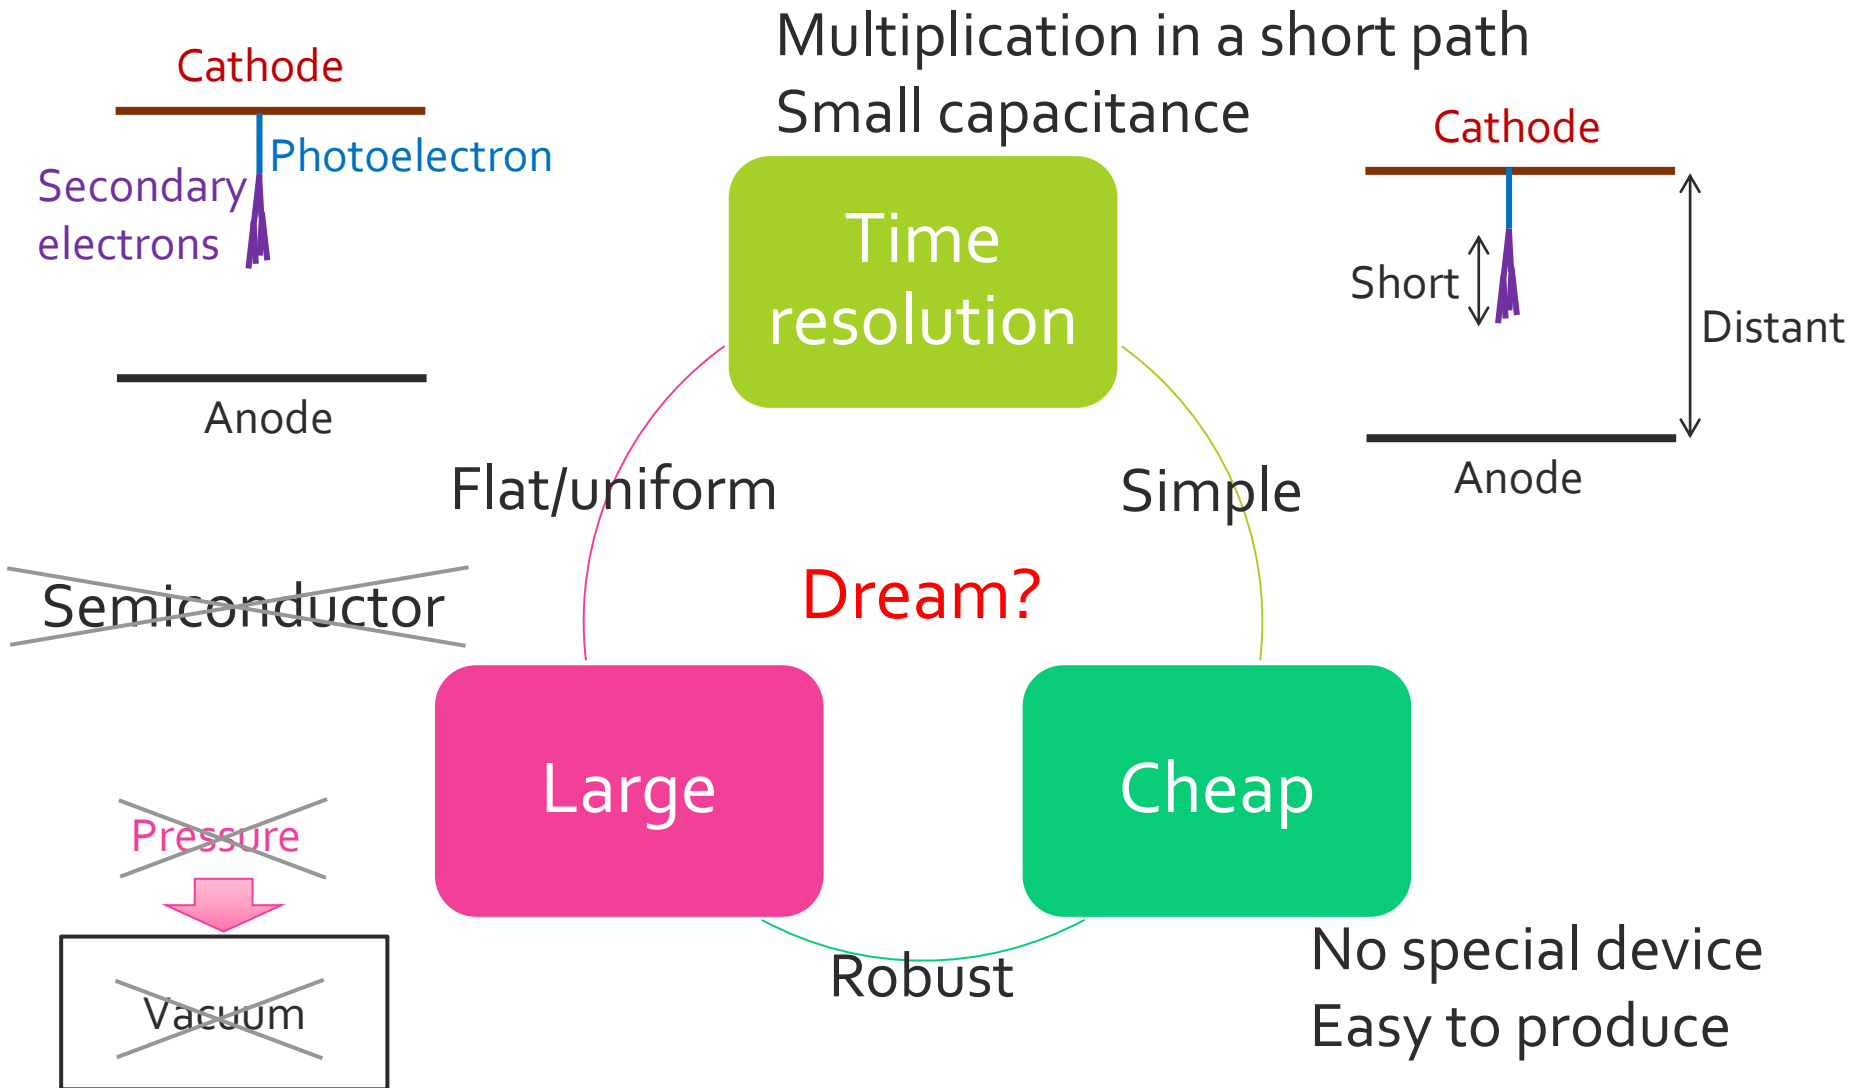 Multiplication in a short path
Small capacitance
Cathode
Photoelectron
Secondary
electrons
Anode
Time
resolution
Cathode
Short
Distant
Anode
Flat/uniform
Simple
Semiconductor
Dream?
Large
Cheap
Pressure
Vacuum
Robust
No special device
Easy to produce